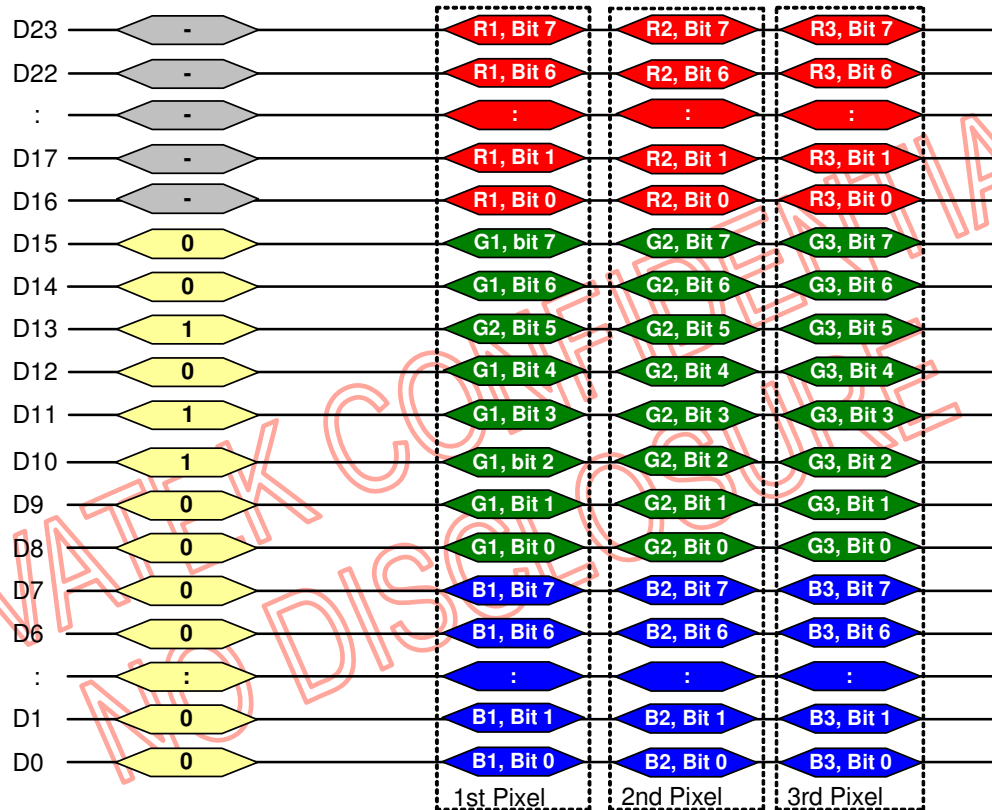 D23 - R1, Bit 7 R2, Bit 7 R3, Bit 7
D22 - R1, Bit 6 R2, Bit 6 R3, Bit 6
: - : : :
D17 - R1, Bit 1 R2, Bit 1 R3, Bit 1
D16 - R1, Bit 0 R2, Bit 0 R3, Bit 0
D15 0 G1, bit 7 G2, Bit 7 G3, Bit 7
D14 0 G1, Bit 6 G2, Bit 6 G3, Bit 6
D13 1 G2, Bit 5 G2, Bit 5 G3, Bit 5
D12 0 G1, Bit 4 G2, Bit 4 G3, Bit 4
D11 1 G1, Bit 3 G2, Bit 3 G3, Bit 3
D10 1 G1, bit 2 G2, Bit 2 G3, Bit 2
D9 0 G1, Bit 1 G2, Bit 1 G3, Bit 1
D8 0 G1, Bit 0 G2, Bit 0 G3, Bit 0
D7 0 B1, Bit 7 B2, Bit 7 B3, Bit 7
D6 0 B1, Bit 6 B2, Bit 6 B3, Bit 6
: : : : :
D1 0 B1, Bit 1 B2, Bit 1 B3, Bit 1
D0 0 B1, Bit 0 B2, Bit 0 B3, Bit 0
1st Pixel 2nd Pixel 3rd Pixel
VATEK CONFIDENTIA
NO DISCLOSURE